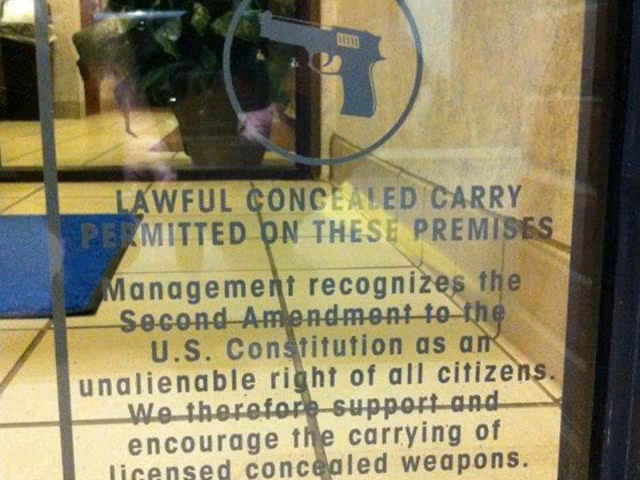 LAWFUL CONCEALED CARRY
PERMITTED ON THESE PREMISES
Management recognizes the
Second Amendment to the
U.S. Constitution as an
unalienable right of all citizens.
We therefore support and
encourage the carrying of
licensed concealed weapons.